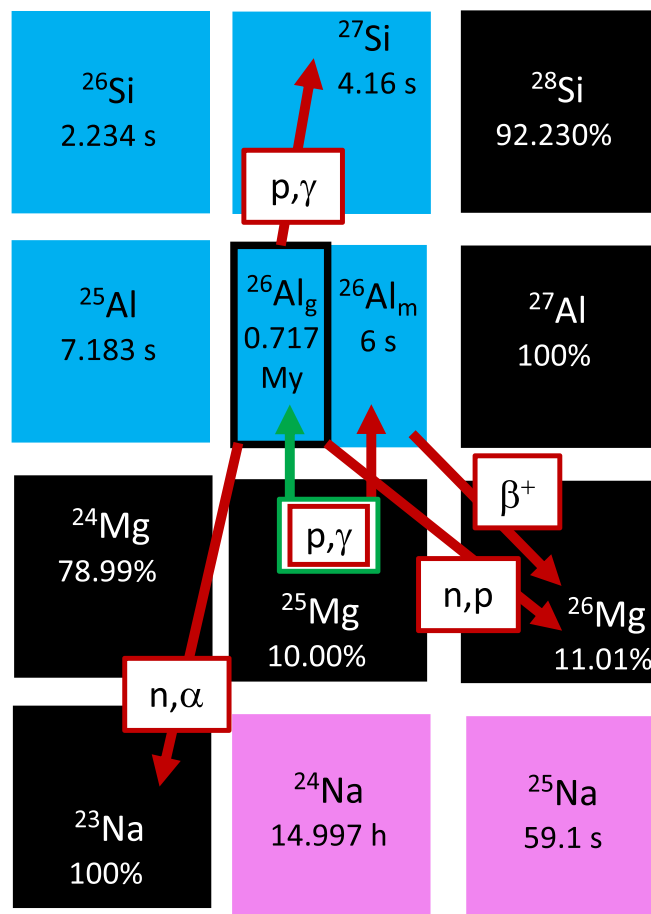 ²⁶Si
2.234 s
²⁷Si
4.16 s
²⁸Si
92.230%
p,γ
²⁵Al
7.183 s
²⁶Al_g
0.717
My
²⁶Al_m
6 s
²⁷Al
100%
β⁺
²⁴Mg
78.99%
p,γ
²⁵Mg
10.00%
n,p
²⁶Mg
11.01%
n,α
²³Na
100%
²⁴Na
14.997 h
²⁵Na
59.1 s